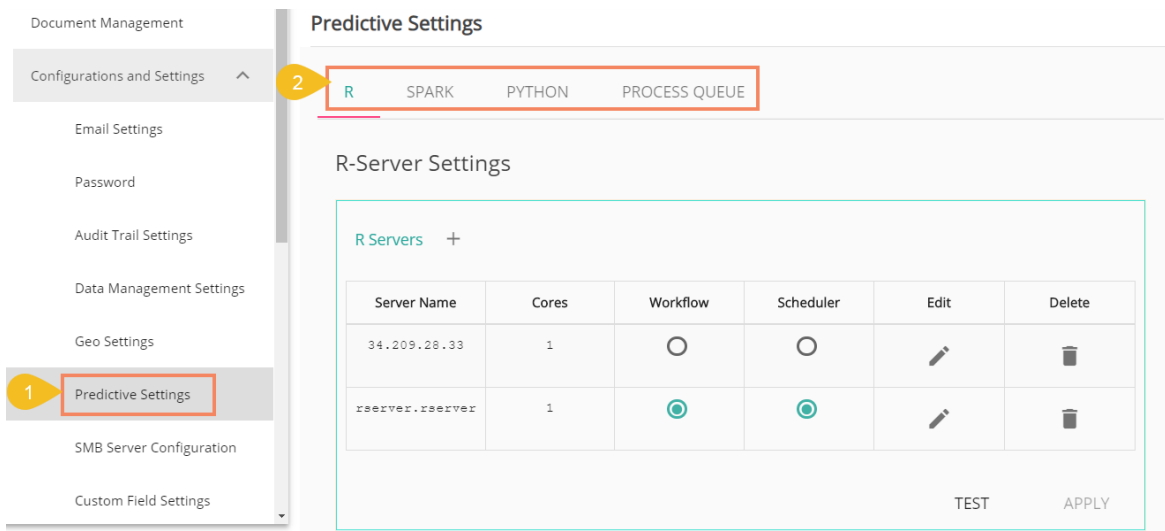 Document Management
Configurations and Settings
Email Settings
Password
Audit Trail Settings
Data Management Settings
Geo Settings
1
Predictive Settings
SMB Server Configuration
Custom Field Settings
Predictive Settings
2
R SPARK PYTHON PROCESS QUEUE
R-Server Settings
R Servers +
Server Name Cores Workflow Scheduler Edit Delete
34.209.28.33 1
rserver.rserver 1
TEST APPLY